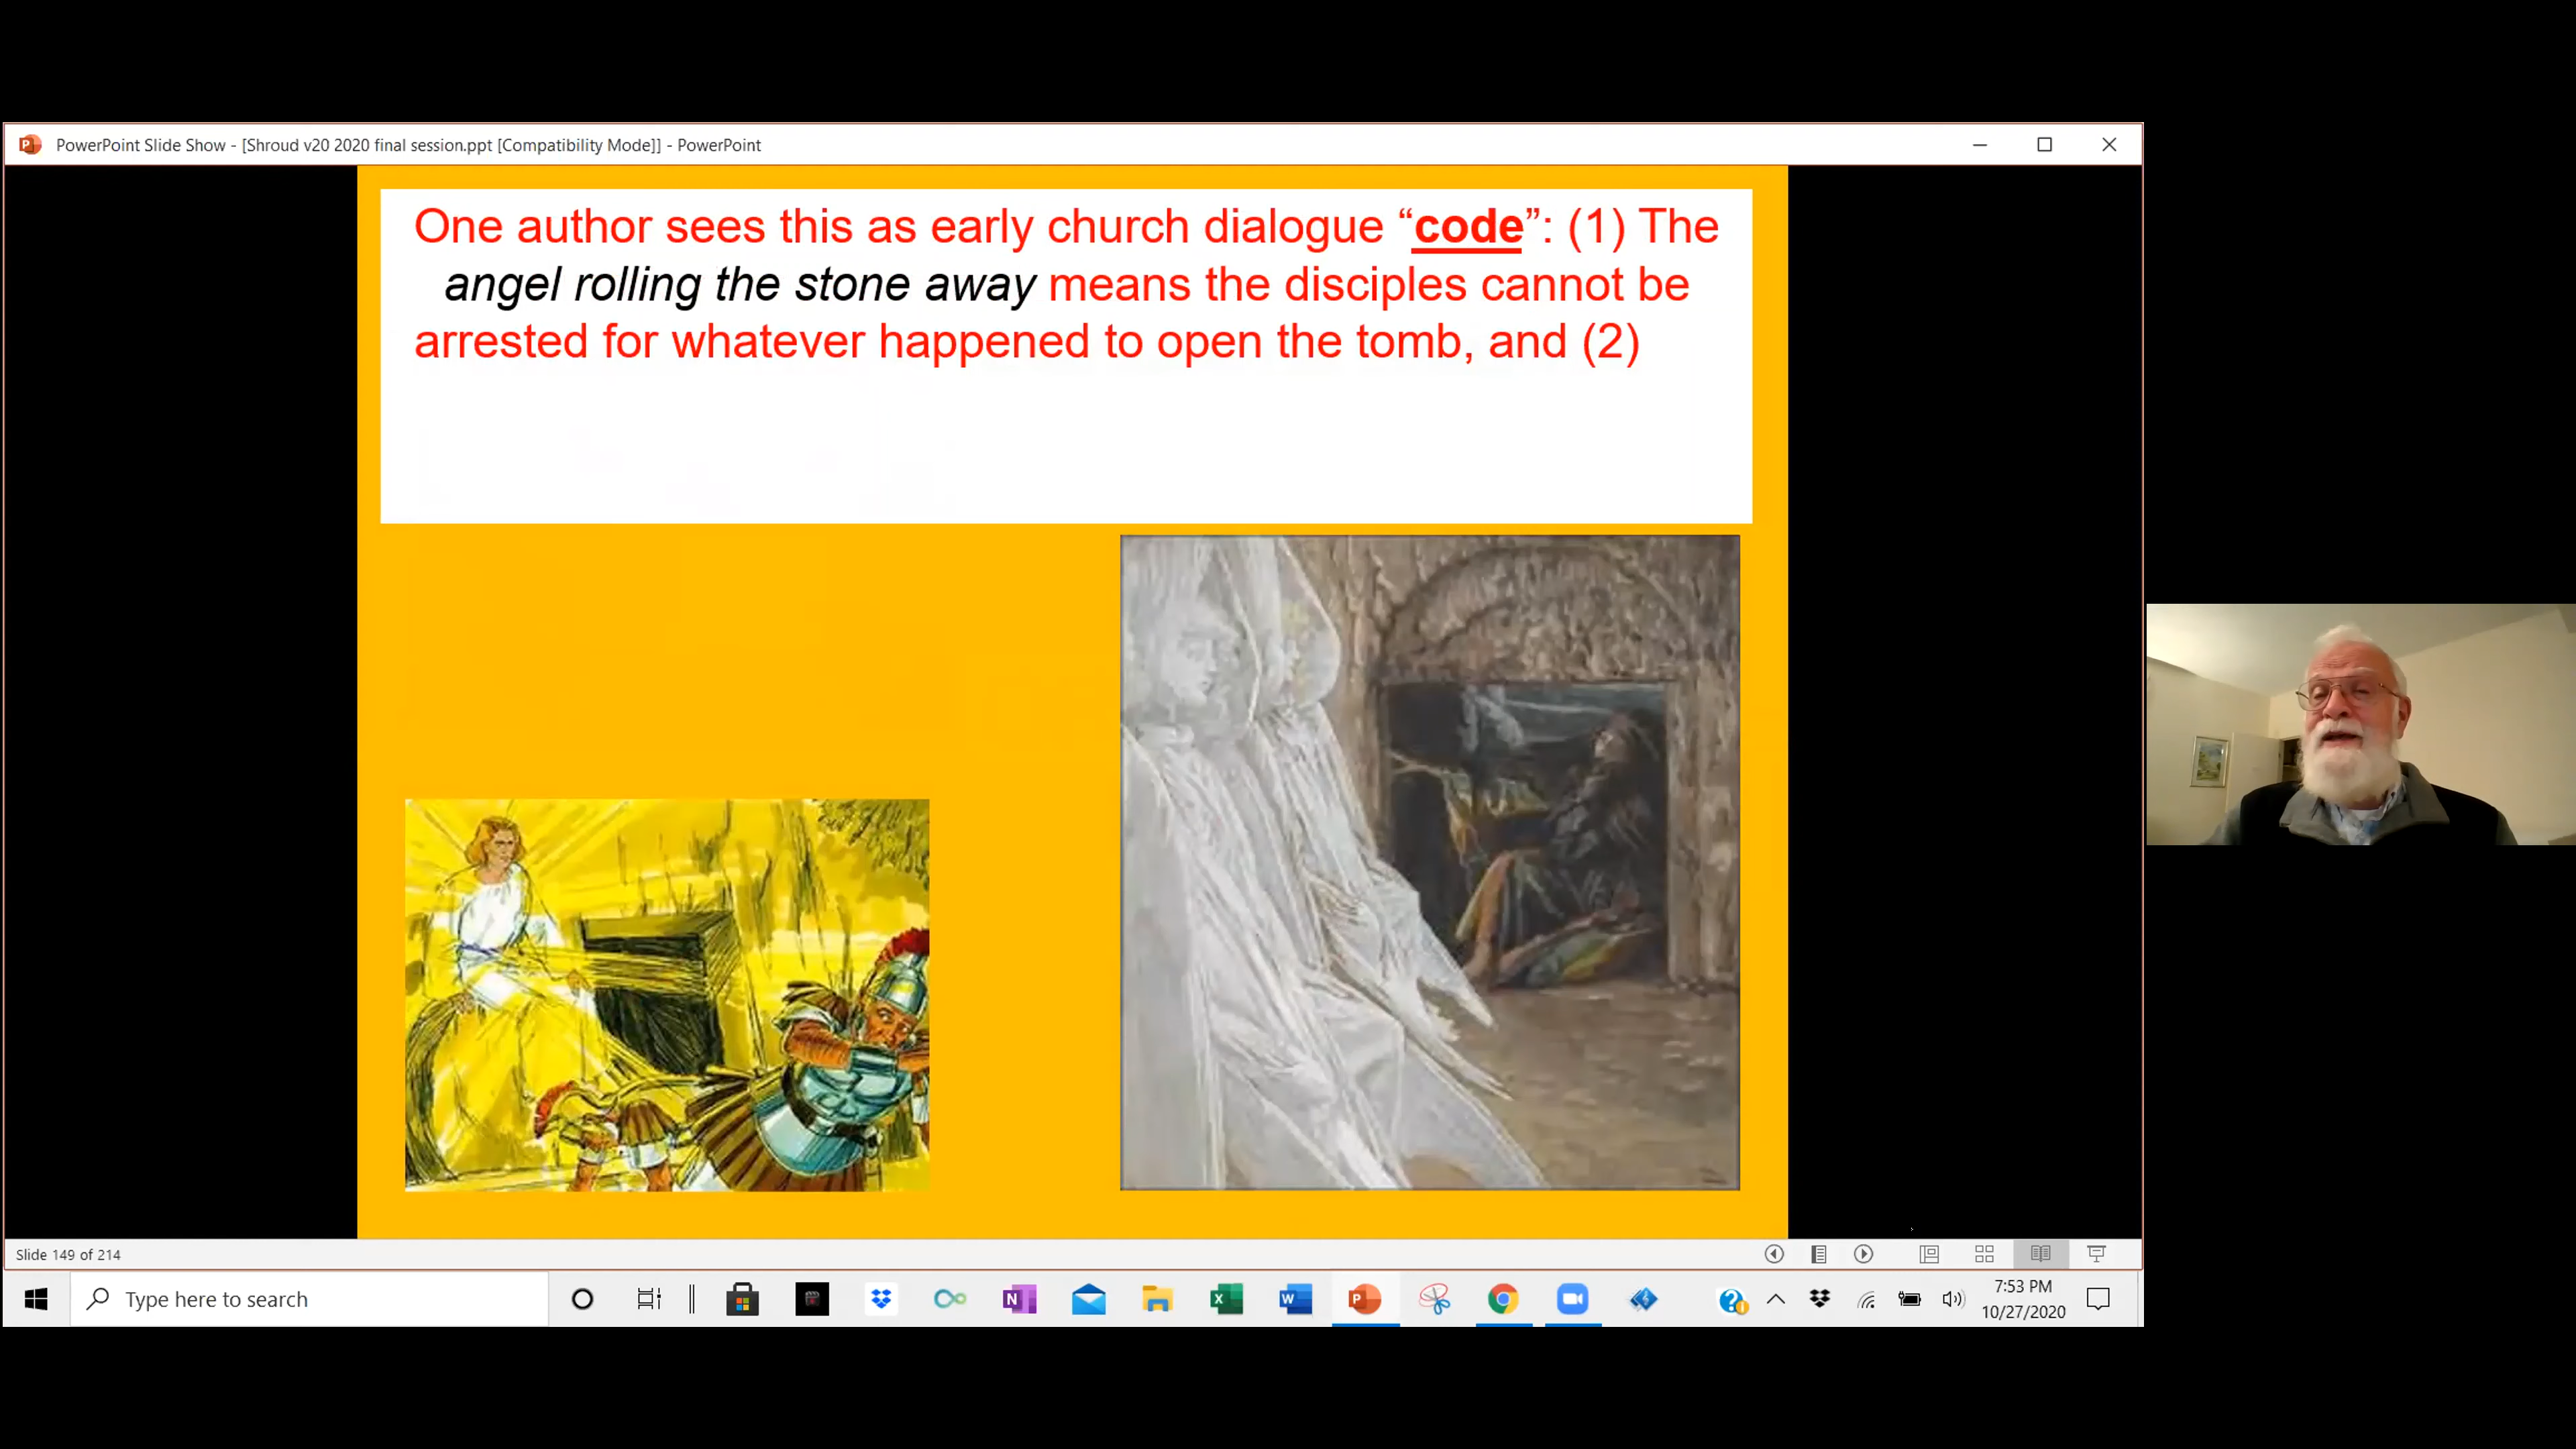 PowerPoint Slide Show - [Shroud v20 2020 final session.ppt [Compatibility Mode]] - PowerPoint
One author sees this as early church dialogue “code”: (1) The
angel rolling the stone away means the disciples cannot be
arrested for whatever happened to open the tomb, and (2)
Slide 149 of 214
Type here to search
7:53 PM
10/27/2020